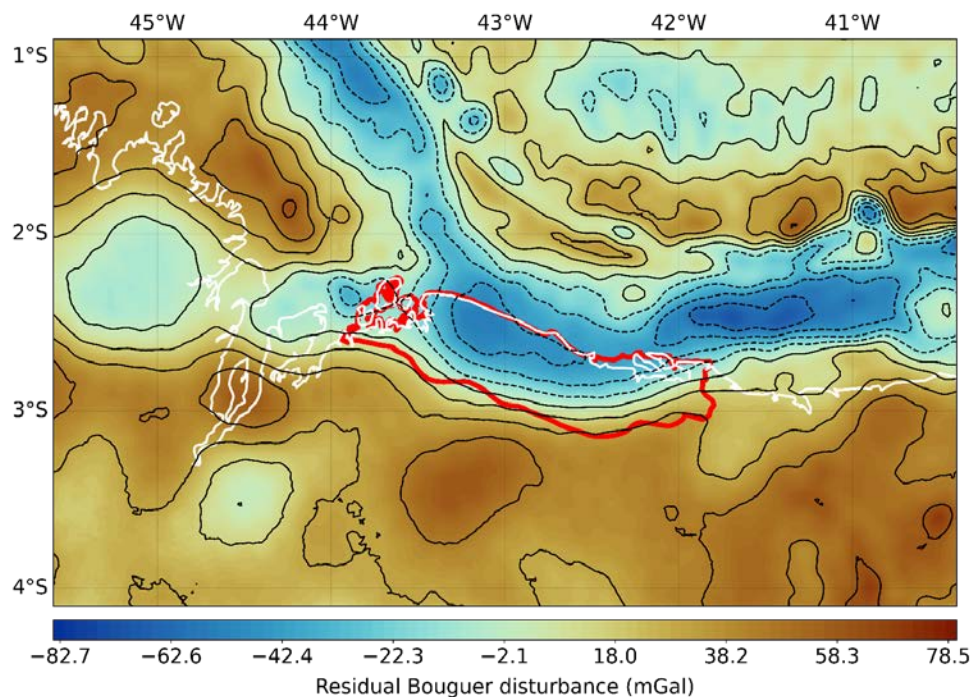 45°W 44°W 43°W 42°W 41°W
1°S
2°S
3°S
4°S
−82.7 −62.6 −42.4 −22.3 −2.1 18.0 38.2 58.3 78.5
Residual Bouguer disturbance (mGal)